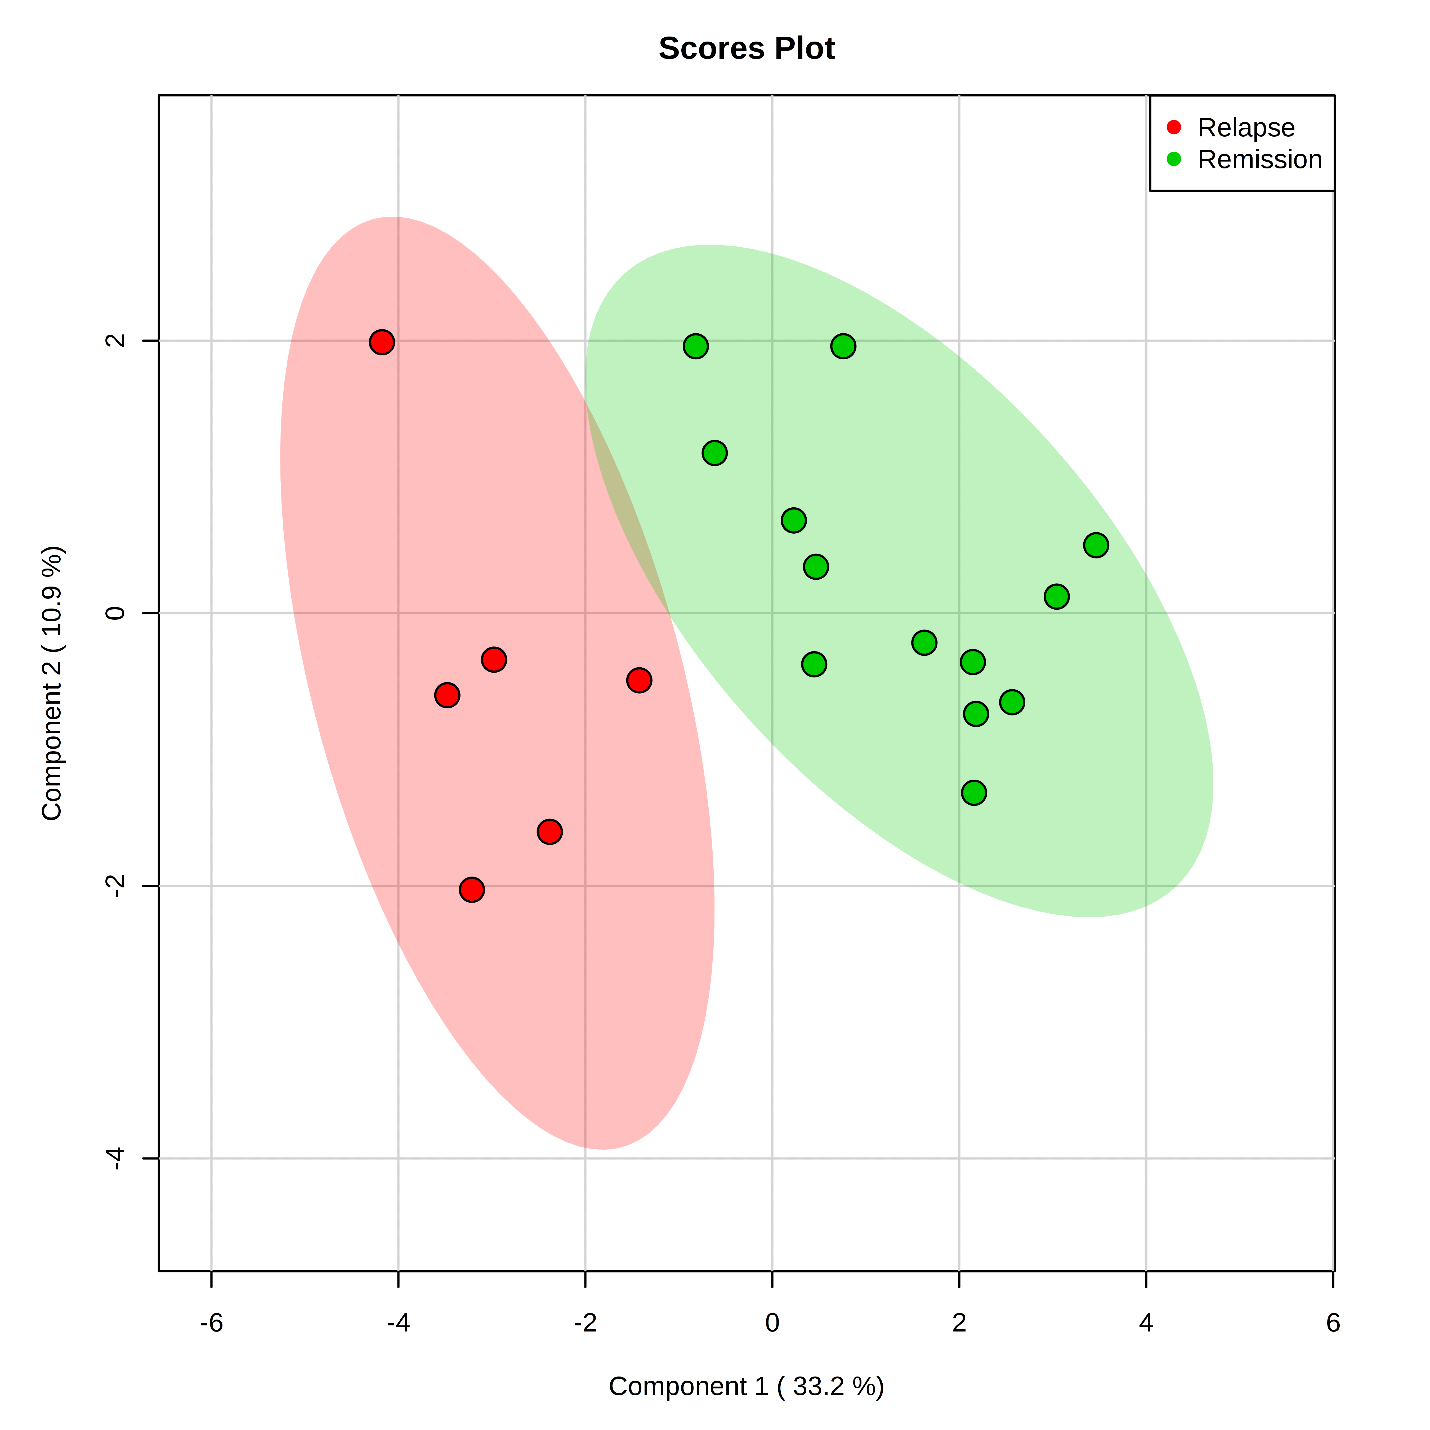 Scores Plot
Relapse
Remission
2
0
-2
-4
Component 2 ( 10.9 %)
-6
-4
-2
0
2
4
6
Component 1 ( 33.2 %)